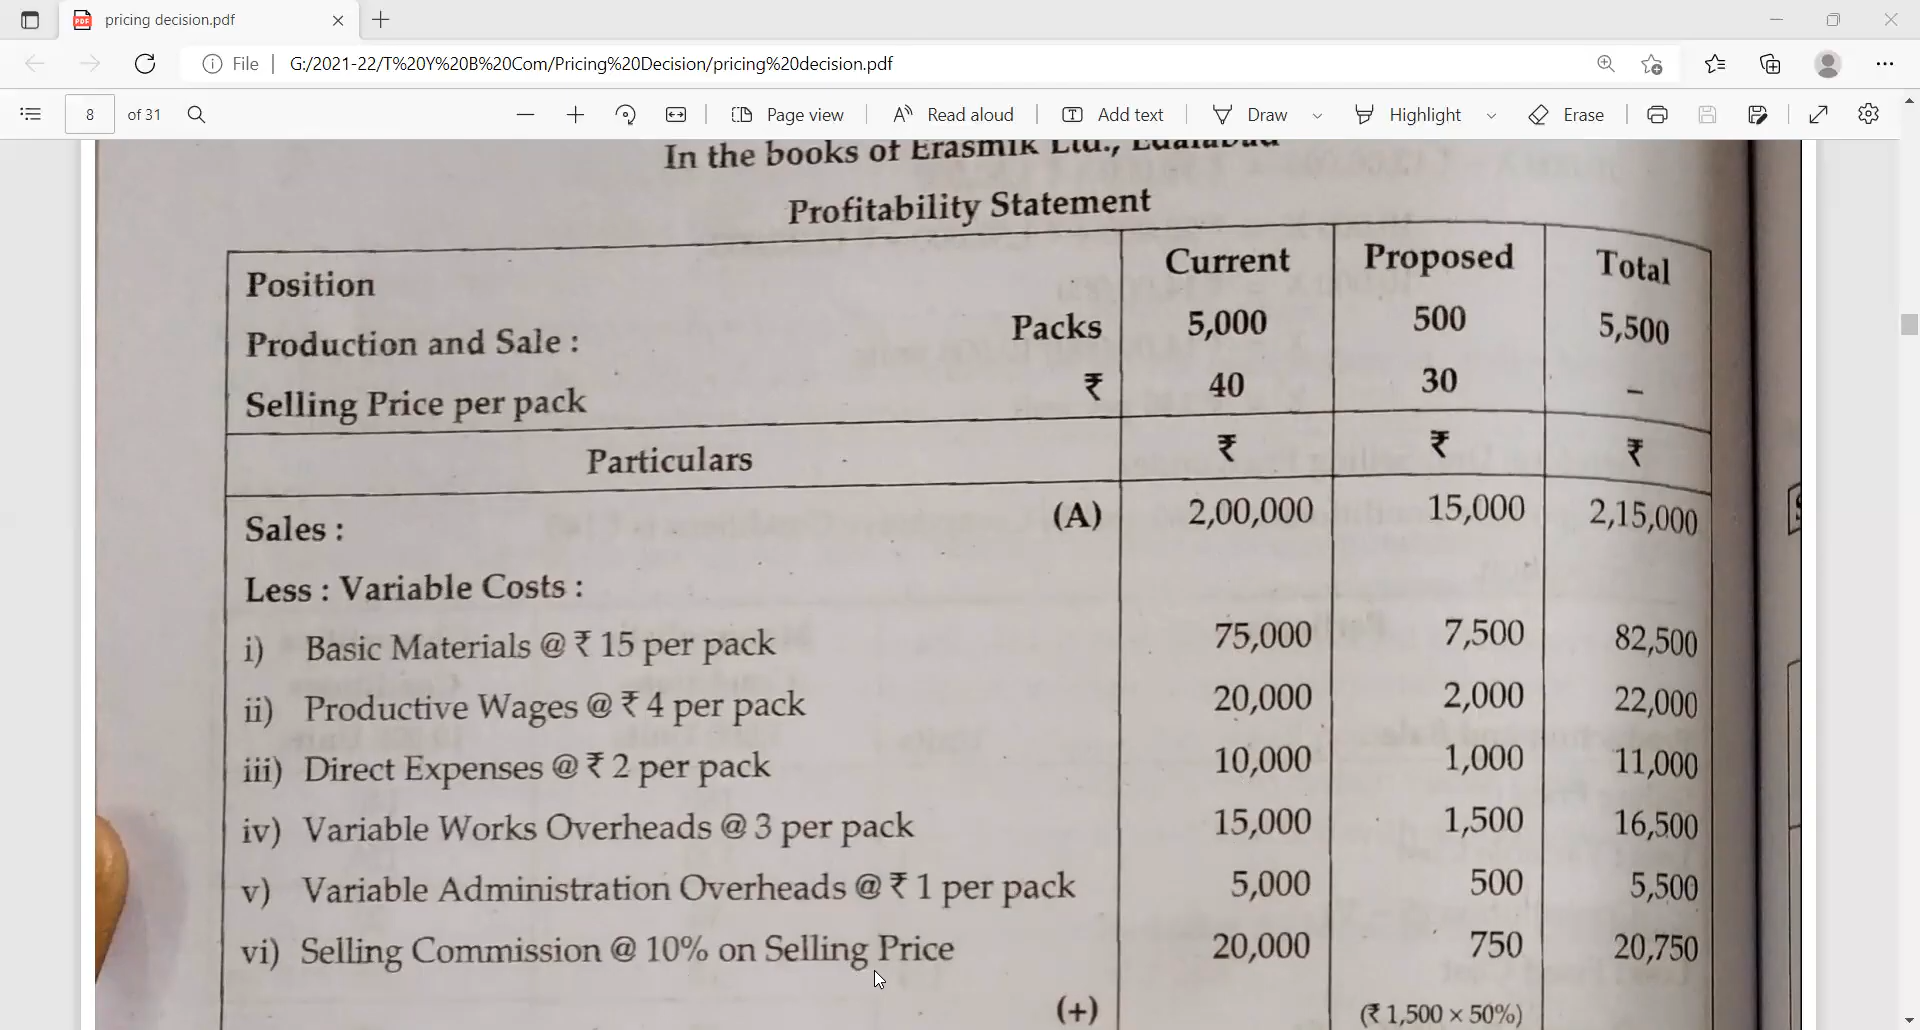 pricing decision.pdf
File G:/2021-22/T%20Y%20B%20Com/Pricing%20Decision/pricing%20decision.pdf
8 of 31 Page view Read aloud Add text Draw Highlight Erase
In the books of Erasmik Ltd.,
Profitability Statement
Position Current Proposed Total
Production and Sale : Packs 5,000 500 5,500
Selling Price per pack ₹ 40 30 –
Particulars ₹ ₹ ₹
Sales : (A) 2,00,000 15,000 2,15,000
Less : Variable Costs :
i) Basic Materials @ ₹ 15 per pack 75,000 7,500 82,500
ii) Productive Wages @ ₹ 4 per pack 20,000 2,000 22,000
iii) Direct Expenses @ ₹ 2 per pack 10,000 1,000 11,000
iv) Variable Works Overheads @ 3 per pack 15,000 1,500 16,500
v) Variable Administration Overheads @ ₹ 1 per pack 5,000 500 5,500
vi) Selling Commission @ 10% on Selling Price 20,000 750 20,750
(+) (₹ 1,500 × 50%)